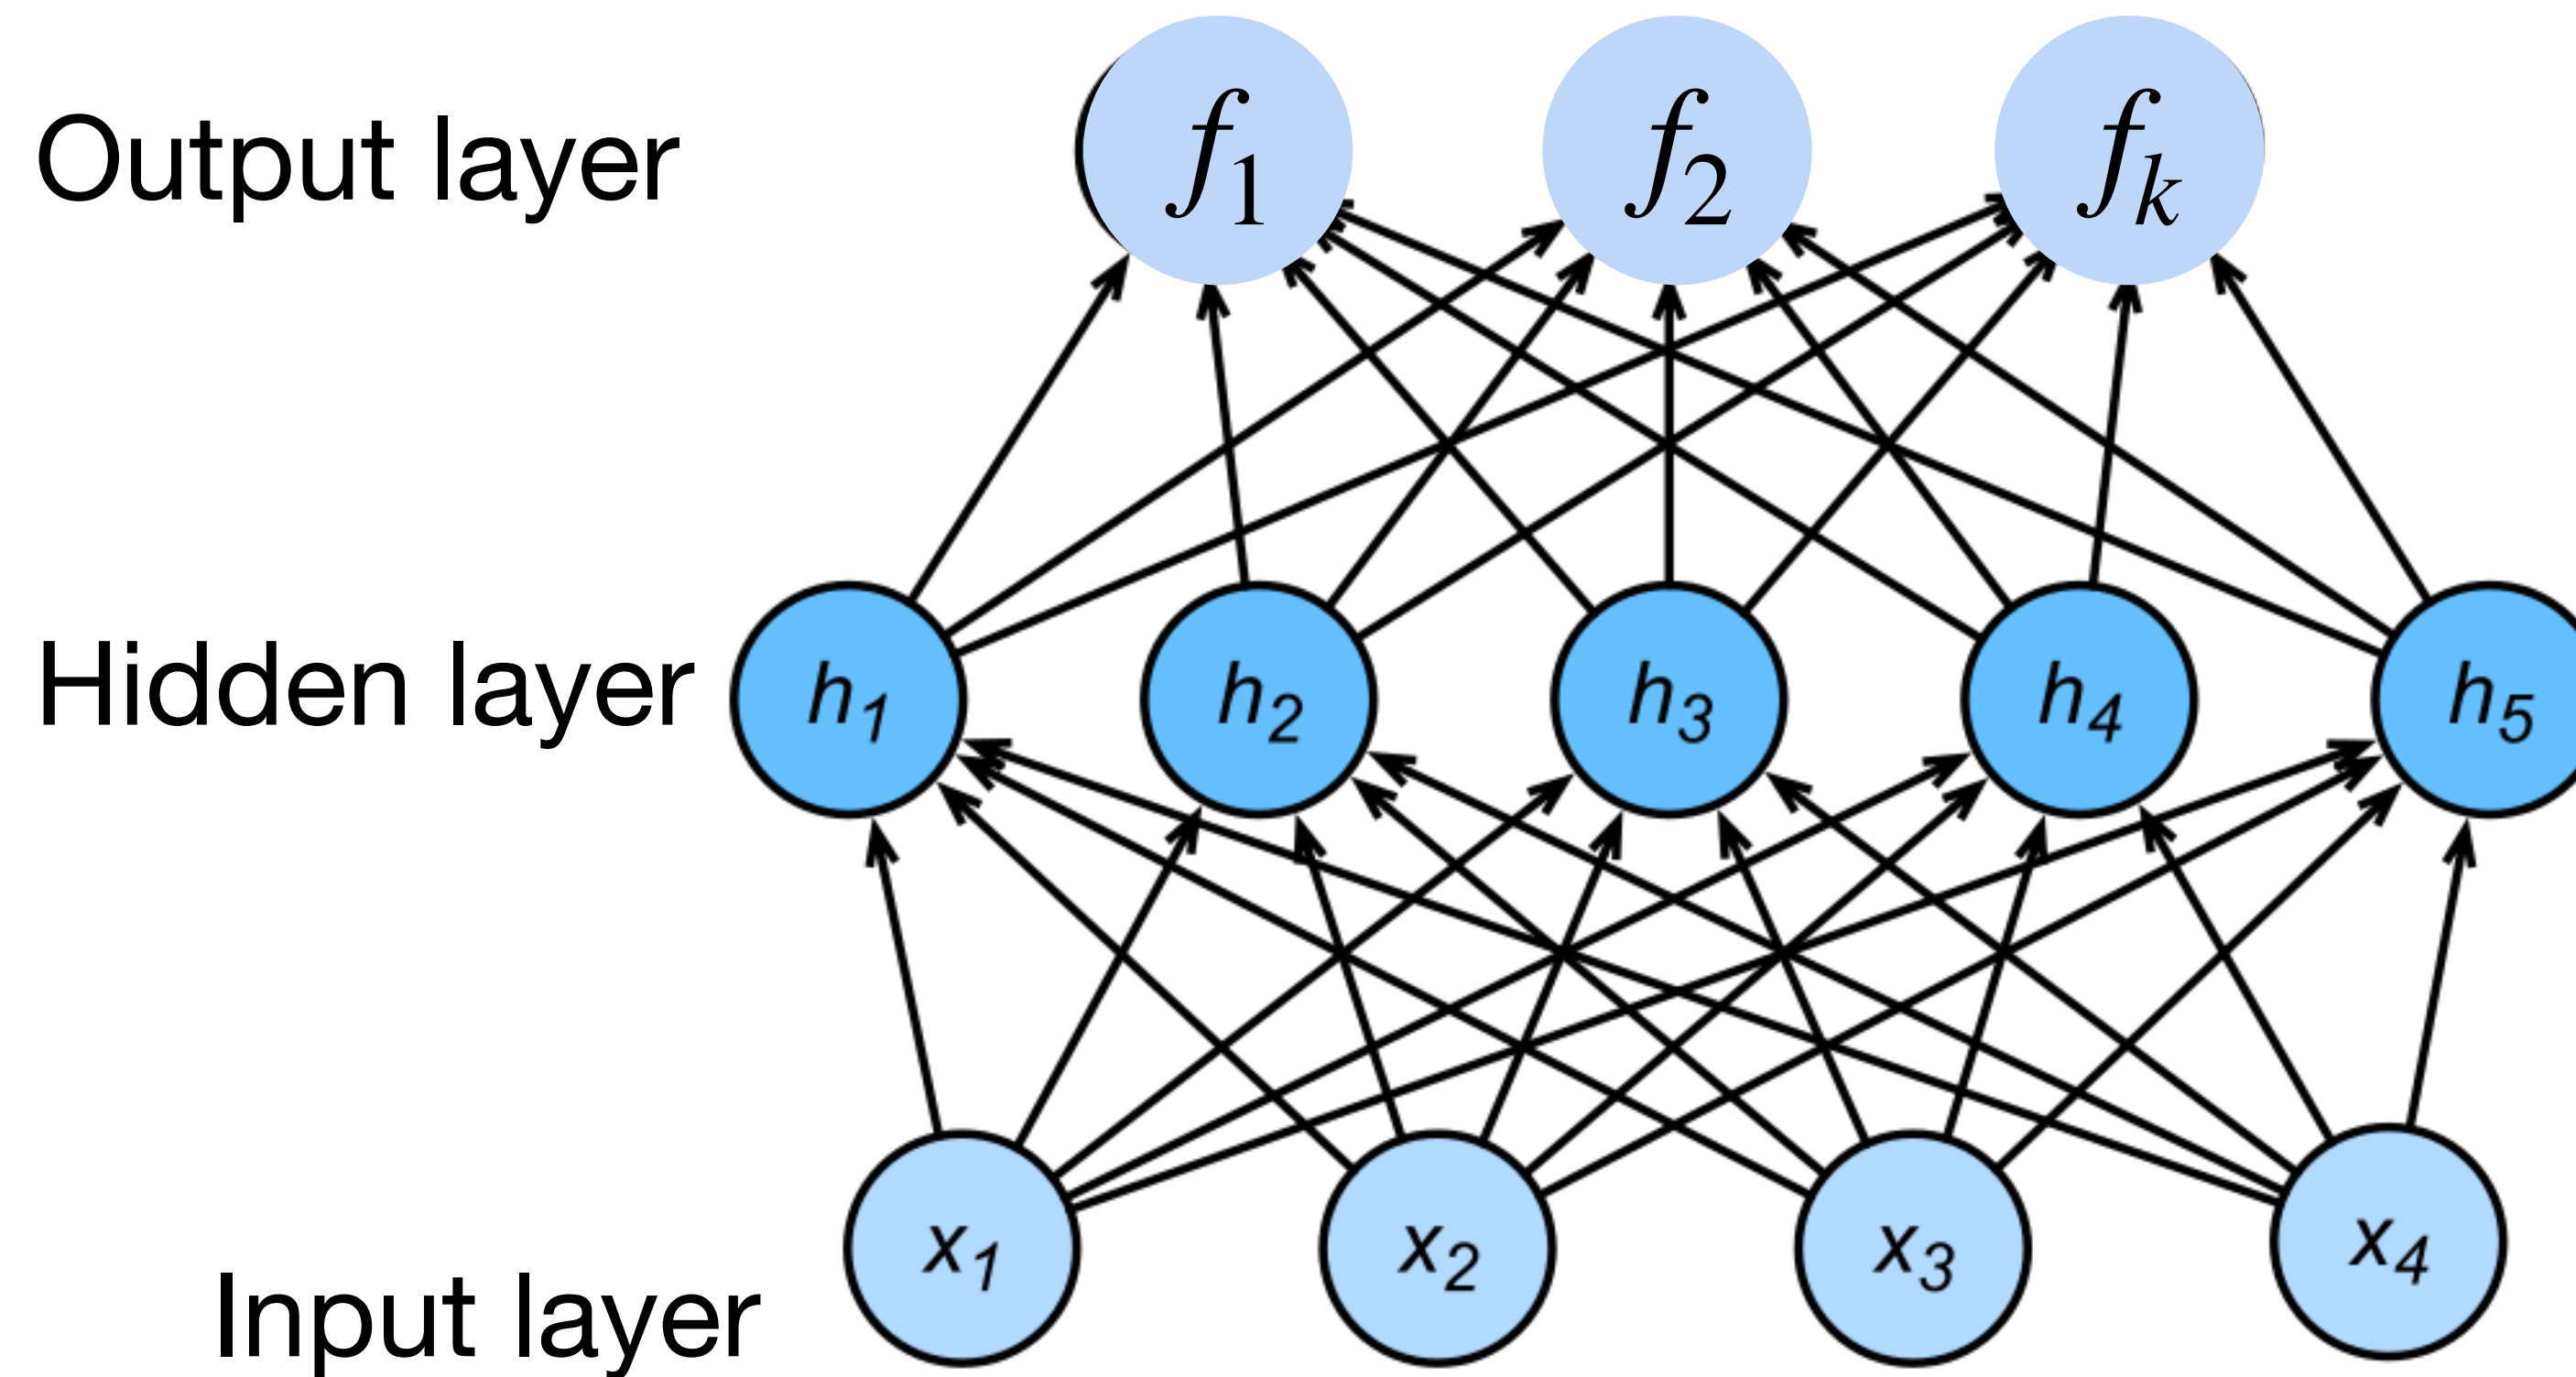 Output layer f₁ f₂ fₖ
Hidden layer h₁ h₂ h₃ h₄ h₅
x₁ x₂ x₃ x₄
Input layer